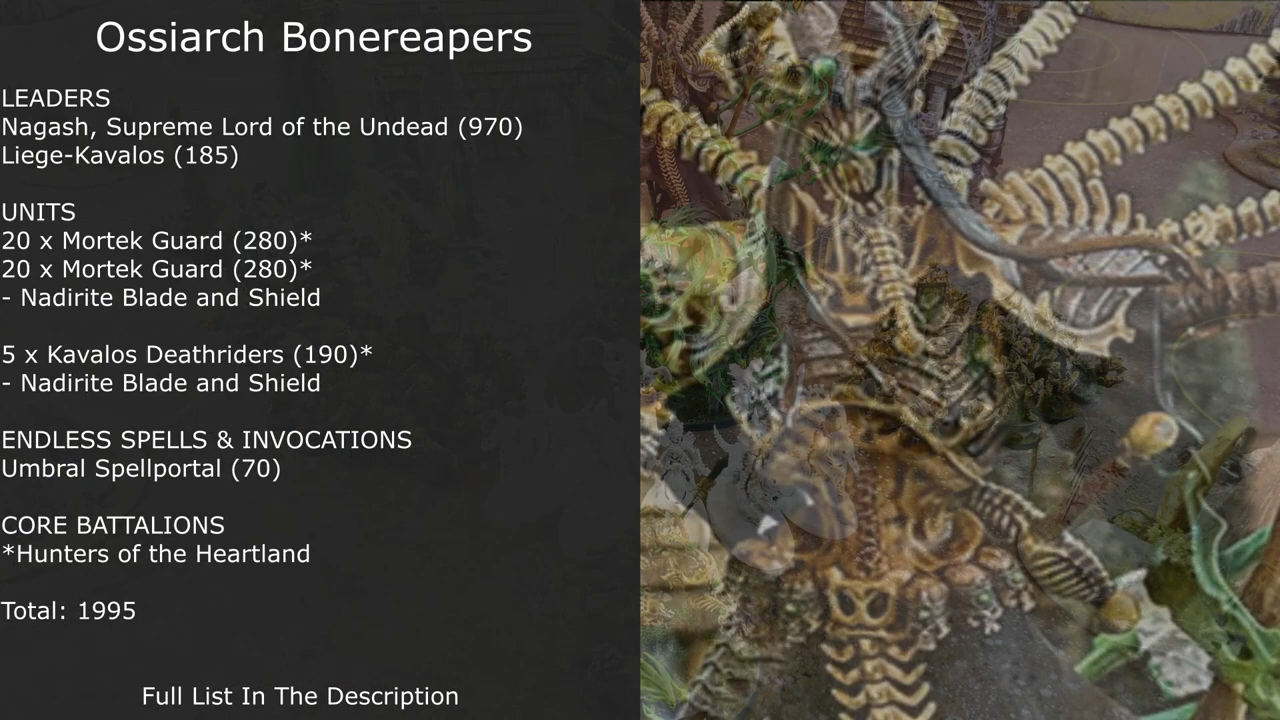 Ossiarch Bonereapers
LEADERS
Nagash, Supreme Lord of the Undead (970)
Liege-Kavalos (185)
UNITS
20 x Mortek Guard (280)*
20 x Mortek Guard (280)*
- Nadirite Blade and Shield
5 x Kavalos Deathriders (190)*
- Nadirite Blade and Shield
ENDLESS SPELLS & INVOCATIONS
Umbral Spellportal (70)
CORE BATTALIONS
*Hunters of the Heartland
Total: 1995
Full List In The Description